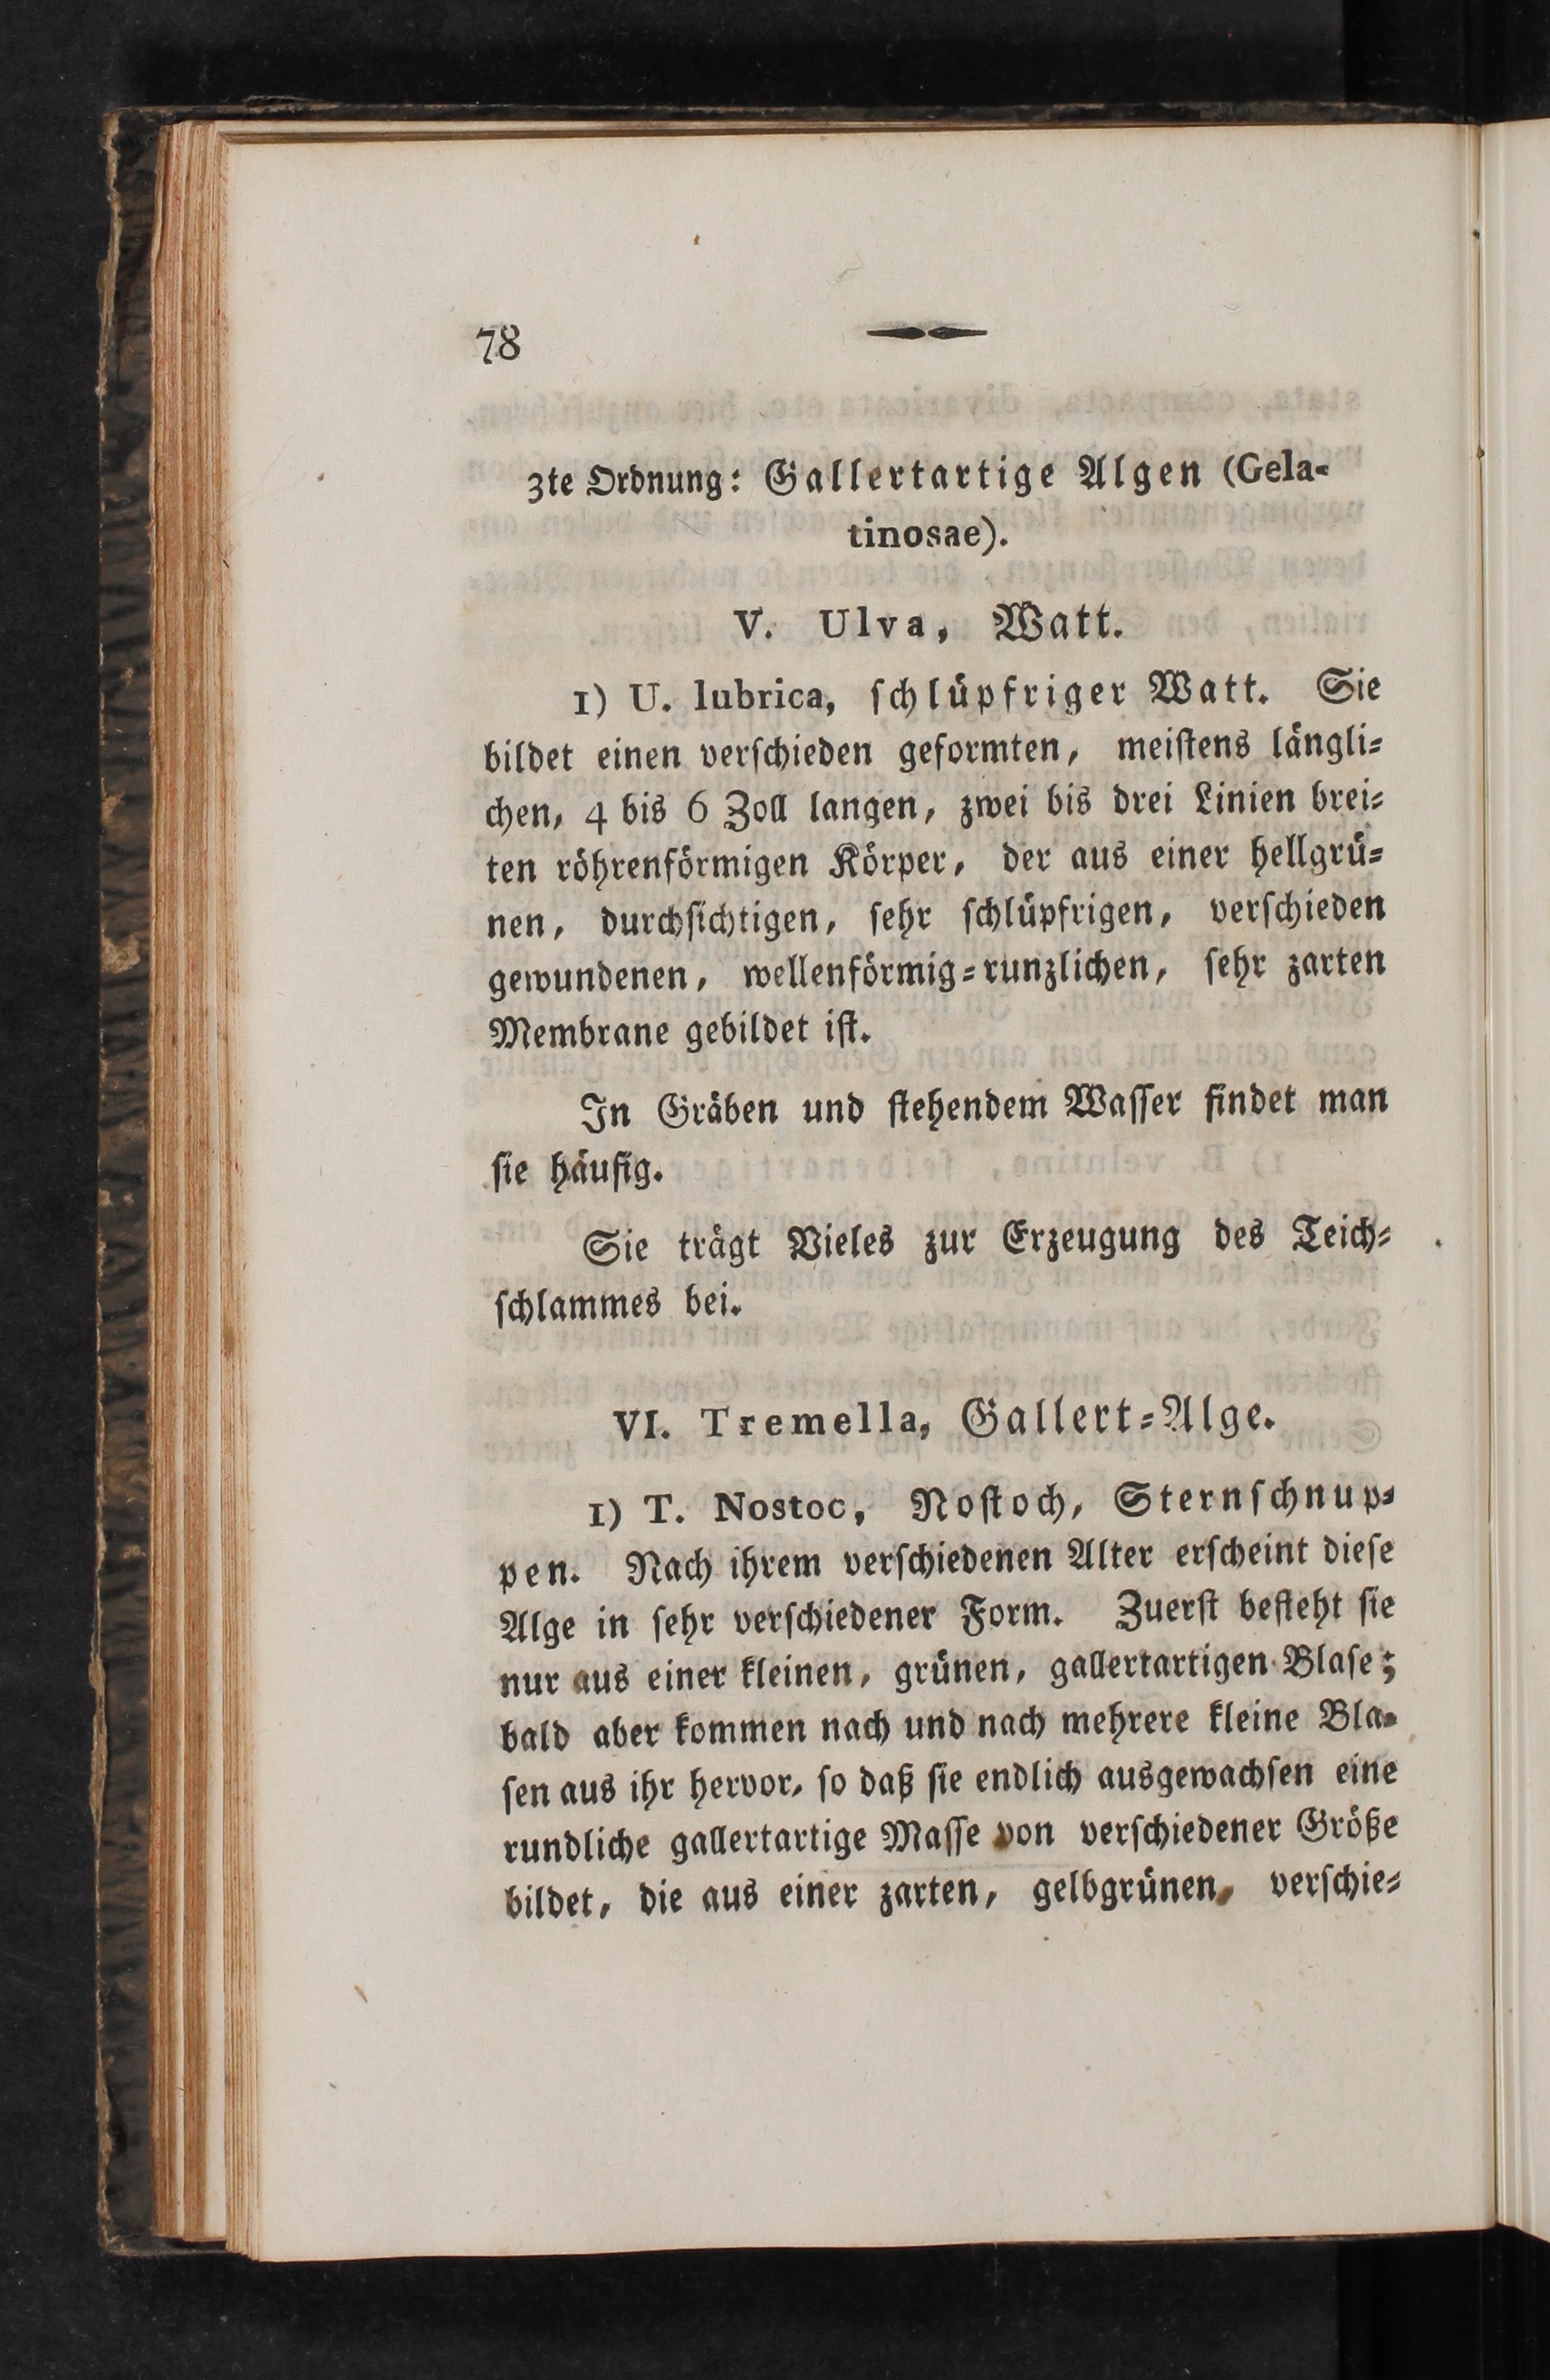 78
3te Ordnung: Gallertartige Algen (Gela-
tinosae).
V. Ulva, Watt.
1) U. lubrica, ſchlüpfriger Watt. Sie
bildet einen verſchieden geformten, meiſtens längli-
chen, 4 bis 6 Zoll langen, zwei bis drei Linien brei-
ten röhrenförmigen Körper, der aus einer hellgrü-
nen, durchſichtigen, ſehr ſchlüpfrigen, verſchieden
gewundenen, wellenförmig-runzlichen, ſehr zarten
Membrane gebildet iſt.
In Gräben und ſtehendem Waſſer findet man
ſie häufig.
Sie trägt Vieles zur Erzeugung des Teich-
ſchlammes bei.
VI. Tremella, Gallert-Alge.
1) T. Nostoc, Noſtoch, Sternſchnup-
pen. Nach ihrem verſchiedenen Alter erſcheint dieſe
Alge in ſehr verſchiedener Form. Zuerſt beſteht ſie
nur aus einer kleinen, grünen, gallertartigen Blaſe;
bald aber kommen nach und nach mehrere kleine Bla-
ſen aus ihr hervor, ſo daß ſie endlich ausgewachſen eine
rundliche gallertartige Maſſe von verſchiedener Größe
bildet, die aus einer zarten, gelbgrünen, verſchie-